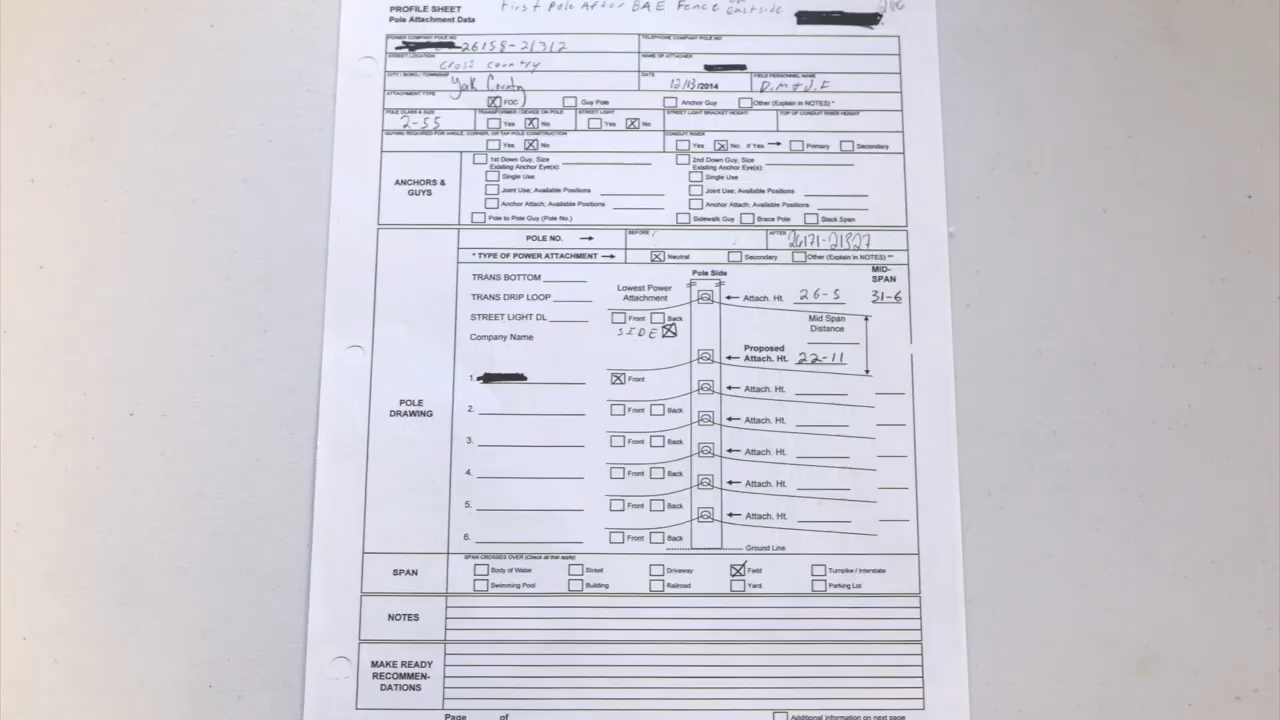 PROFILE SHEET
Pole Attachment Data
First Pole After BAE Fence on Eastside
POWER COMPANY POLE NO
26158-21312
TELEPHONE COMPANY POLE NO.
STREET LOCATION
Cross Country
NAME OF ATTACHER
CITY / BORO / TOWNSHIP
York County
DATE
12/13/2014
FIELD PERSONNEL NAME
D.M & J.F
ATTACHMENT TYPE
FOC Guy Pole Anchor Guy Other (Explain in NOTES) *
POLE CLASS & SIZE
2-55
TRANSFORMER / DEVICE ON POLE
Yes No
STREET LIGHT
Yes No
STREET LIGHT BRACKET HEIGHT
TOP OF CONDUIT RISER HEIGHT
GUYING REQUIRED FOR ANGLE, CORNER, OR TAP POLE CONSTRUCTION
Yes No
CONDUIT RISER
Yes No If Yes → Primary Secondary
ANCHORS & GUYS
1st Down Guy, Size
Existing Anchor Eye(s):
Single Use
Joint Use; Available Positions
Anchor Attach; Available Positions
Pole to Pole Guy (Pole No.)
2nd Down Guy, Size
Existing Anchor Eye(s):
Single Use
Joint Use; Available Positions
Anchor Attach; Available Positions
Sidewalk Guy Brace Pole Slack Span
POLE DRAWING
POLE NO. → BEFORE AFTER 26171-21327
* TYPE OF POWER ATTACHMENT → Neutral Secondary Other (Explain in NOTES) **
TRANS BOTTOM
TRANS DRIP LOOP
STREET LIGHT DL
Company Name
Lowest Power
Attachment
Front Back
SIDE
Pole Side
MID-
SPAN
Attach. Ht. 26-5 31-6
Mid Span
Distance
Proposed
Attach. Ht. 22-11
1. Front
Attach. Ht.
2. Front Back
Attach. Ht.
3. Front Back
Attach. Ht.
4. Front Back
Attach. Ht.
5. Front Back
Attach. Ht.
6. Front Back
Ground Line
SPAN
SPAN CROSSES OVER (Check all that apply)
Body of Water Street Driveway Field Turnpike / Interstate
Swimming Pool Building Railroad Yard Parking Lot
NOTES
MAKE READY
RECOMMEN-
DATIONS
Page of
Additional information on next page